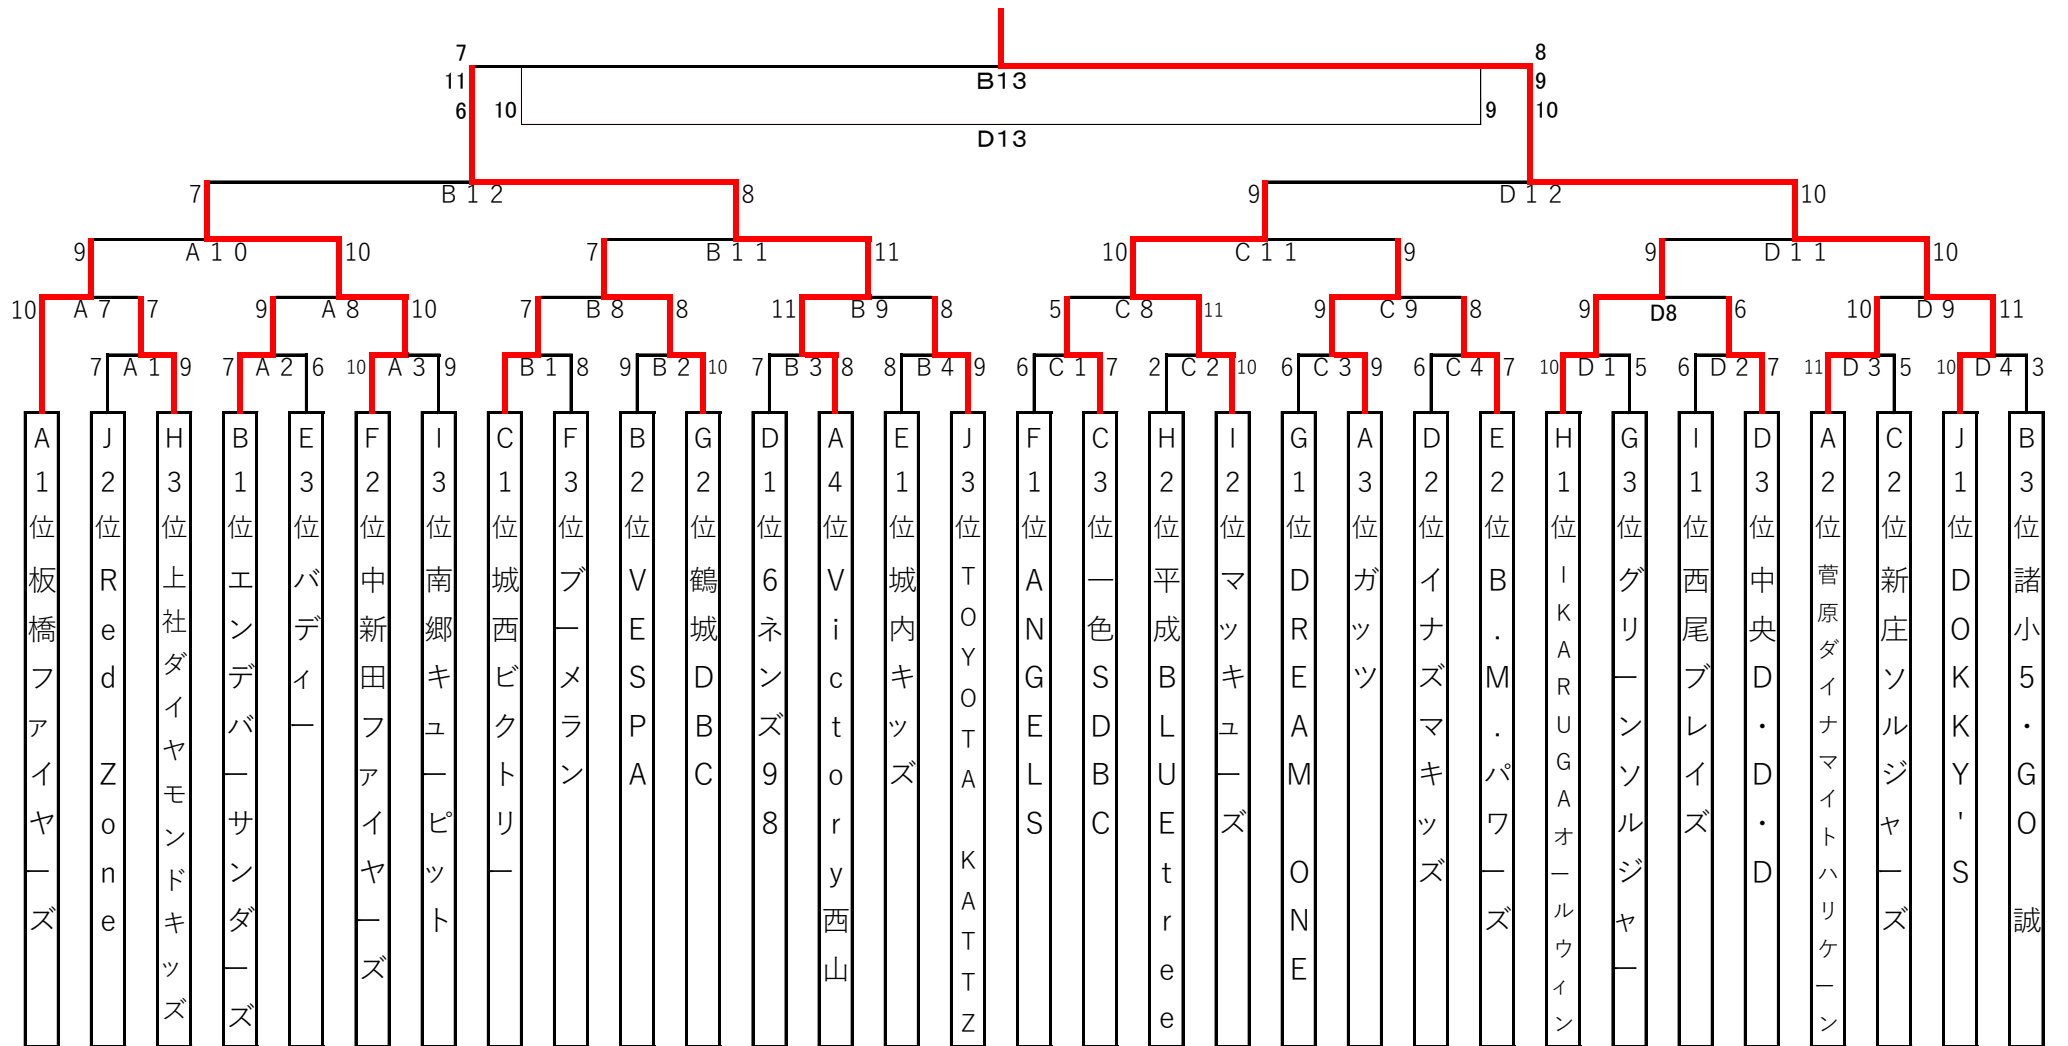 7 8
11 B13 9
6 10 9 10
D13
7 B12 8 9 D12 10
9 A10 10 7 B11 11 10 C11 9 9 D11 10
10 A7 7 9 A8 10 7 B8 8 11 B9 8 5 C8 11 9 C9 8 9 D8 6 10 D9 11
7 A1 9 7 A2 6 10 A3 9 B1 8 9 B2 10 7 B3 8 8 B4 9 6 C1 7 2 C2 10 6 C3 9 6 C4 7 10 D1 5 6 D2 7 11 D3 5 10 D4 3
A1位 板橋ファイヤーズ
J2位 Red Zone
H3位 上社ダイヤモンドキッズ
B1位 エンデバーサンダーズ
E3位 バディー
F2位 中新田ファイヤーズ
I3位 南郷キューピット
C1位 城西ビクトリー
F3位 ブーメラン
B2位 VESPA
G2位 鶴城DBC
D1位 6ネンズ98
A4位 Victory西山
E1位 城内キッズ
J3位 TOYOTA KATTZ
F1位 ANGELS
C3位 一色SDBC
H2位 平成BLUEtree
I2位 マッキューズ
G1位 DREAM ONE
A3位 ガッツ
D2位 イナズマキッズ
E2位 B.M.パワーズ
H1位 IKARUGAオールウィン
G3位 グリーンソルジャー
I1位 西尾ブレイズ
D3位 中央D・D・D
A2位 菅原ダイナマイトハリケーン
C2位 新庄ソルジャーズ
J1位 DOKKY'S
B3位 諸小5・GO 誠